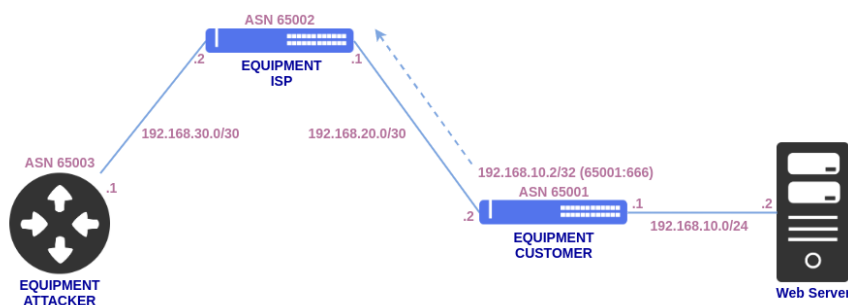 ASN 65002
.2
.1
EQUIPMENT
ISP
192.168.30.0/30
192.168.20.0/30
ASN 65003
.1
192.168.10.2/32 (65001:666)
ASN 65001
.2
.1
.2
192.168.10.0/24
EQUIPMENT
CUSTOMER
EQUIPMENT
ATTACKER
Web Server